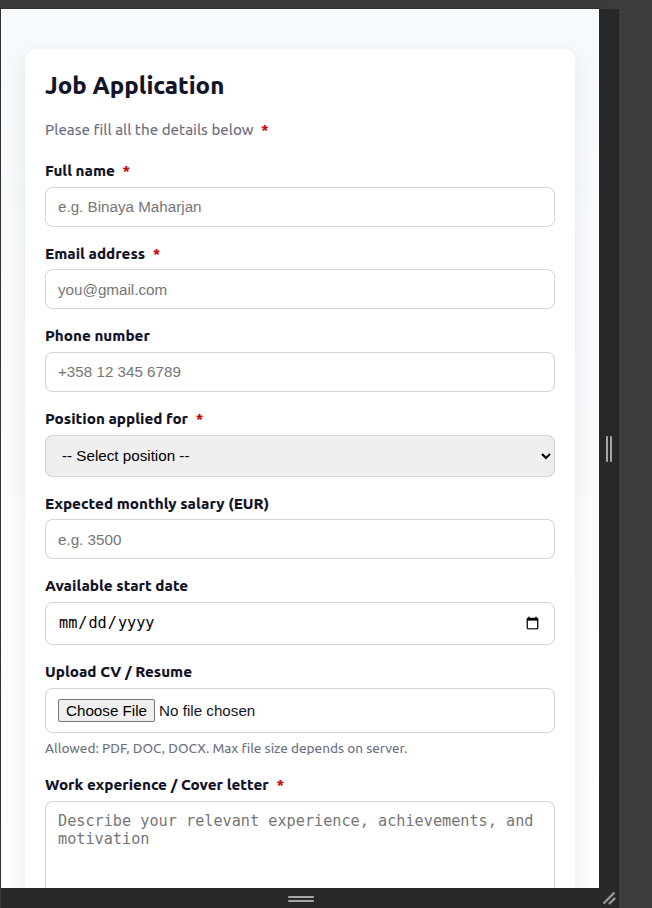 Job Application
Please fill all the details below *
Full name *
e.g. Binaya Maharjan
Email address *
you@gmail.com
Phone number
+358 12 345 6789
Position applied for *
-- Select position --
Expected monthly salary (EUR)
e.g. 3500
Available start date
mm/dd/yyyy
Upload CV / Resume
Choose File No file chosen
Allowed: PDF, DOC, DOCX. Max file size depends on server.
Work experience / Cover letter *
Describe your relevant experience, achievements, and
motivation